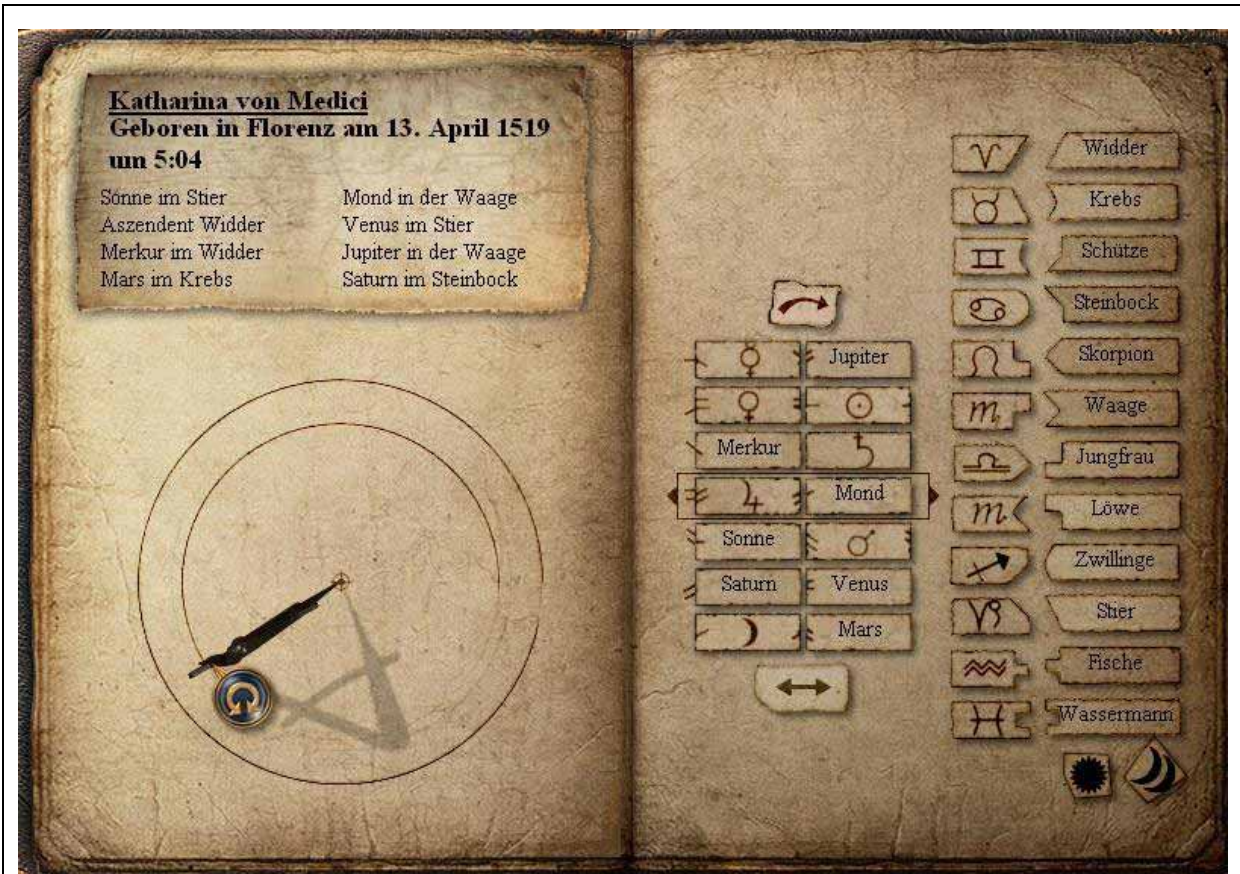 Katharina von Medici
Geboren in Florenz am 13. April 1519
um 5:04
Sonne im Stier
Aszendent Widder
Merkur im Widder
Mars im Krebs
Mond in der Waage
Venus im Stier
Jupiter in der Waage
Saturn im Steinbock
Jupiter
Merkur
Mond
Sonne
Saturn
Venus
Mars
Widder
Krebs
Schütze
Steinbock
Skorpion
Waage
Jungfrau
Löwe
Zwillinge
Stier
Fische
Wassermann